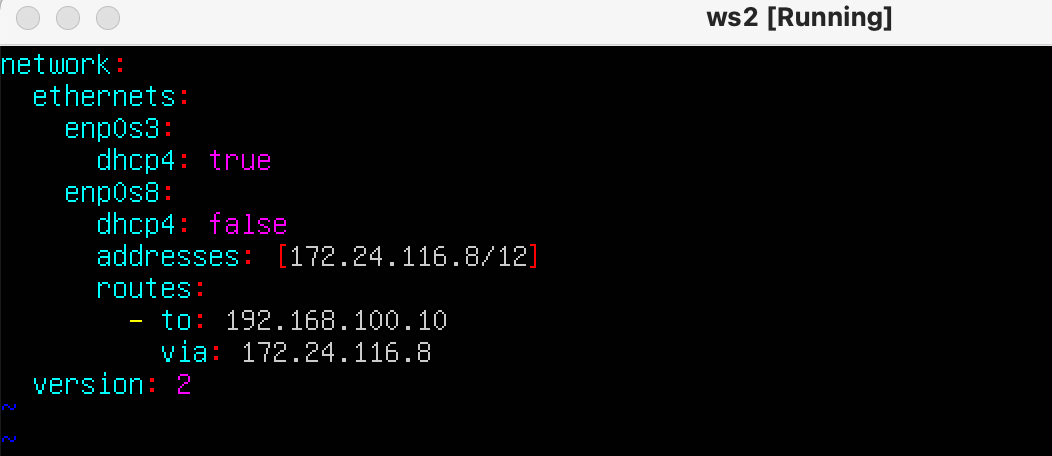 ws2 [Running]
network:
  ethernets:
    enp0s3:
      dhcp4: true
    enp0s8:
      dhcp4: false
      addresses: [172.24.116.8/12]
      routes:
        - to: 192.168.100.10
          via: 172.24.116.8
  version: 2
~
~